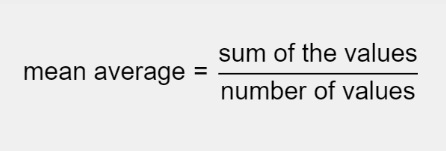 mean average = sum of the values
number of values